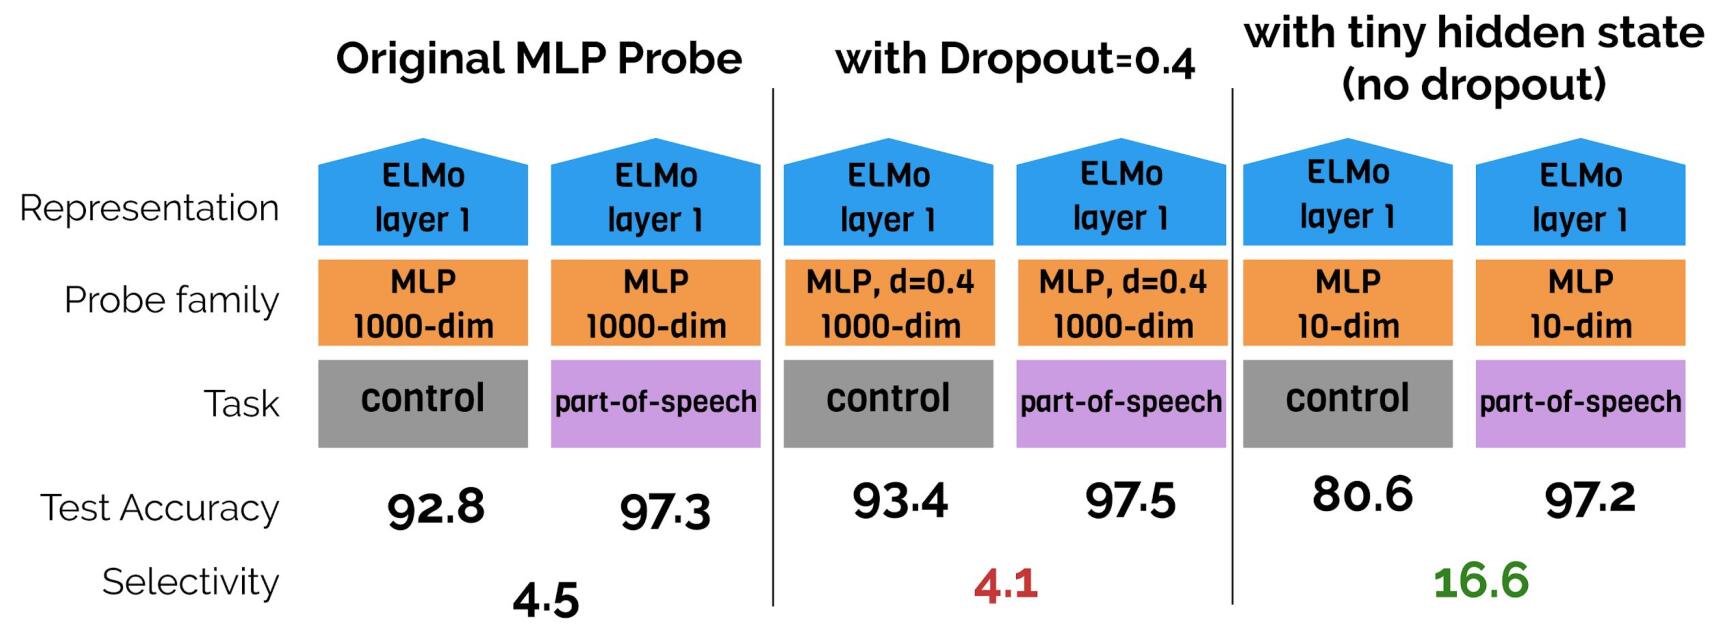 Original MLP Probe
with Dropout=0.4
with tiny hidden state
(no dropout)
Representation
ELMo
layer 1
ELMo
layer 1
ELMo
layer 1
ELMo
layer 1
ELMo
layer 1
ELMo
layer 1
Probe family
MLP
1000-dim
MLP
1000-dim
MLP, d=0.4
1000-dim
MLP, d=0.4
1000-dim
MLP
10-dim
MLP
10-dim
Task
control
part-of-speech
control
part-of-speech
control
part-of-speech
Test Accuracy
92.8
97.3
93.4
97.5
80.6
97.2
Selectivity
4.5
4.1
16.6